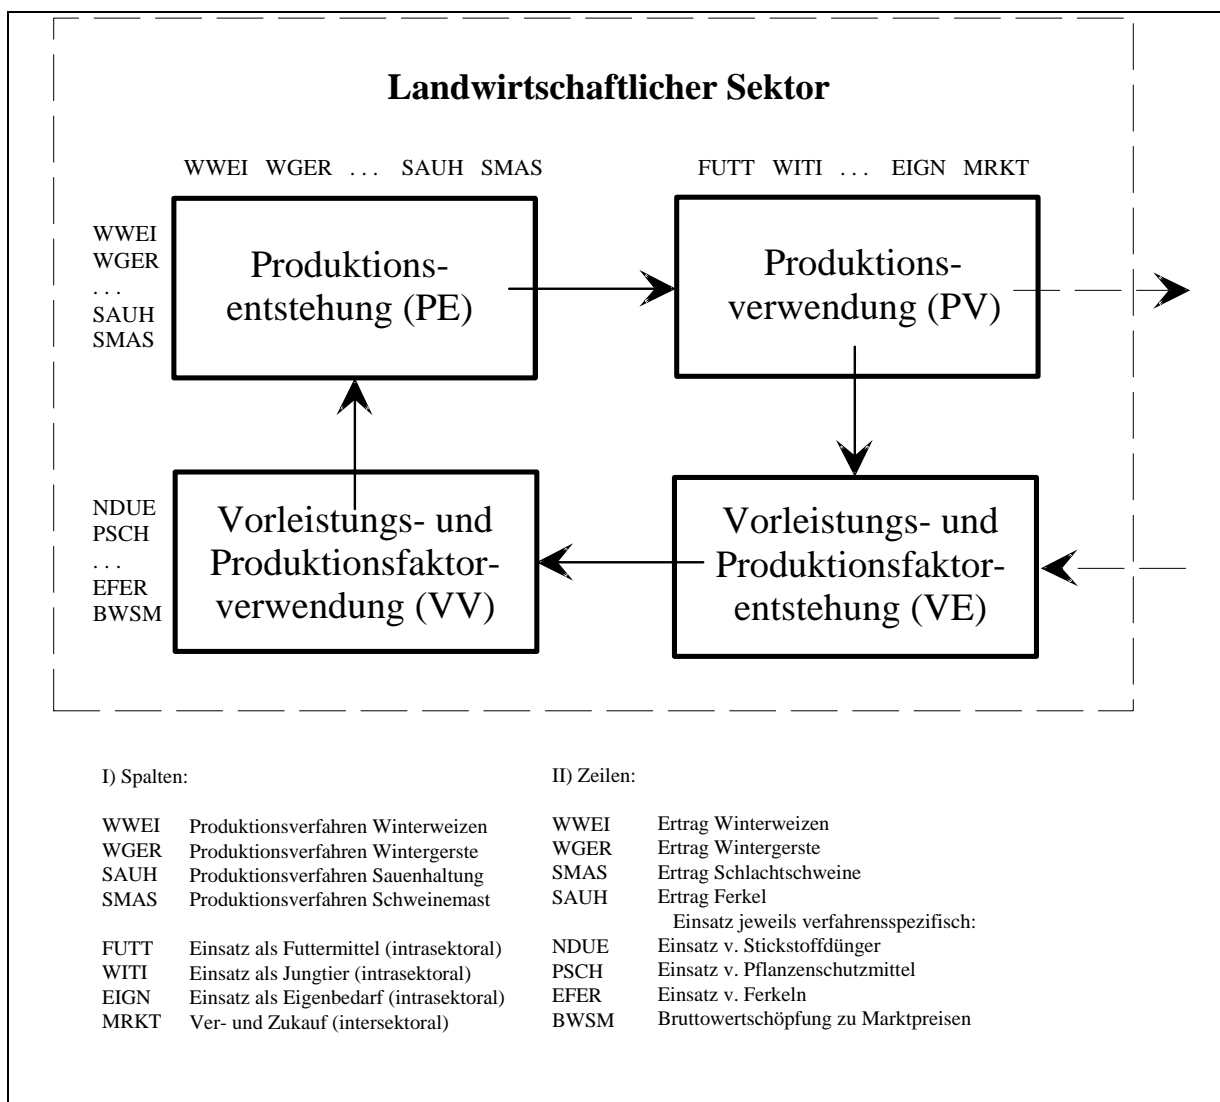 Landwirtschaftlicher Sektor
WWEI WGER . . . SAUH SMAS
FUTT WITI . . . EIGN MRKT
WWEI
WGER
. . .
SAUH
SMAS
Produktions-
entstehung (PE)
Produktions-
verwendung (PV)
NDUE
PSCH
. . .
EFER
BWSM
Vorleistungs- und
Produktionsfaktor-
verwendung (VV)
Vorleistungs- und
Produktionsfaktor-
entstehung (VE)
I) Spalten:
WWEI Produktionsverfahren Winterweizen
WGER Produktionsverfahren Wintergerste
SAUH Produktionsverfahren Sauenhaltung
SMAS Produktionsverfahren Schweinemast
FUTT Einsatz als Futtermittel (intrasektoral)
WITI Einsatz als Jungtier (intrasektoral)
EIGN Einsatz als Eigenbedarf (intrasektoral)
MRKT Ver- und Zukauf (intersektoral)
II) Zeilen:
WWEI Ertrag Winterweizen
WGER Ertrag Wintergerste
SMAS Ertrag Schlachtschweine
SAUH Ertrag Ferkel
Einsatz jeweils verfahrensspezifisch:
NDUE Einsatz v. Stickstoffdünger
PSCH Einsatz v. Pflanzenschutzmittel
EFER Einsatz v. Ferkeln
BWSM Bruttowertschöpfung zu Marktpreisen